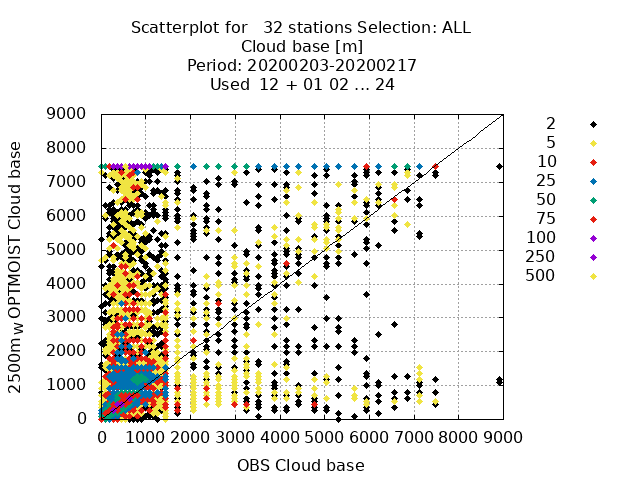 Scatterplot for 32 stations Selection: ALL
Cloud base [m]
Period: 20200203-20200217
Used 12 + 01 02 ... 24
2500m W OPTMOIST Cloud base
9000
8000
7000
6000
5000
4000
3000
2000
1000
0
0 1000 2000 3000 4000 5000 6000 7000 8000 9000
OBS Cloud base
2
5
10
25
50
75
100
250
500